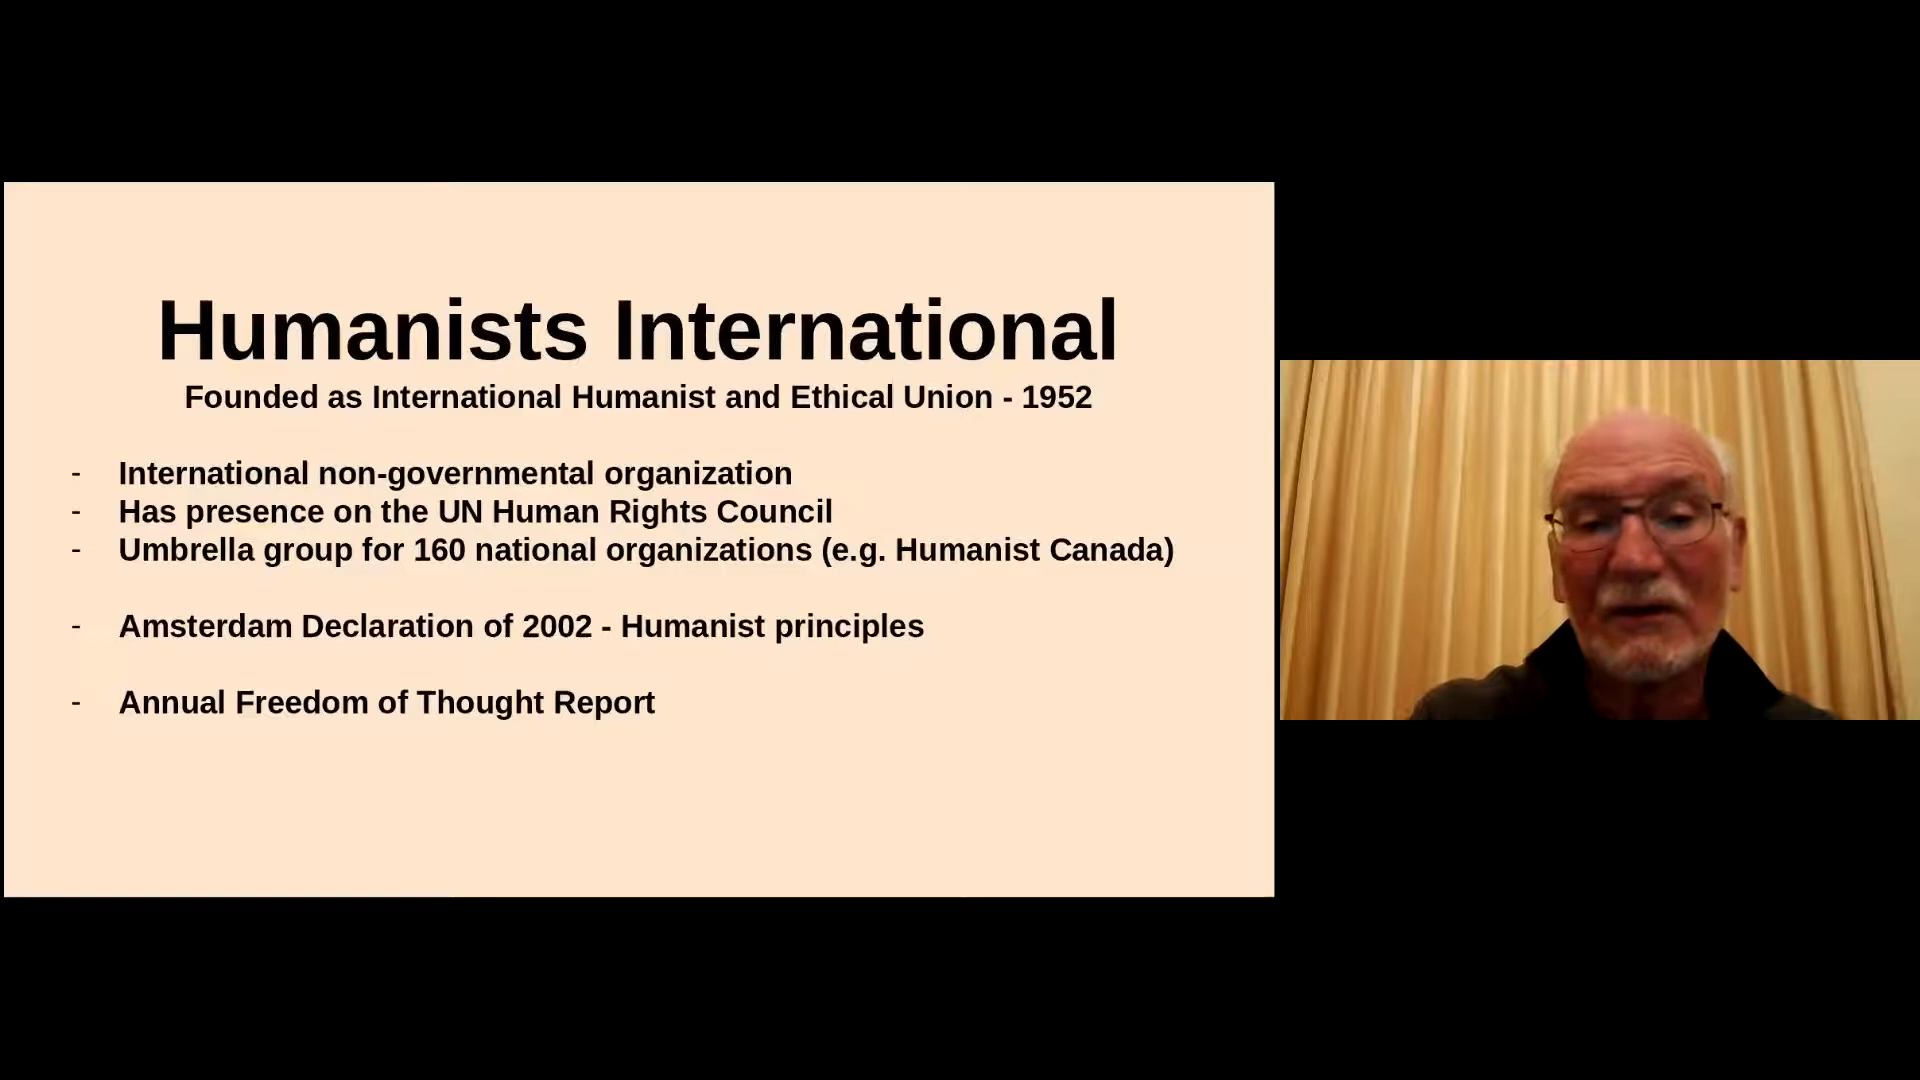 Humanists International
Founded as International Humanist and Ethical Union - 1952
- International non-governmental organization
- Has presence on the UN Human Rights Council
- Umbrella group for 160 national organizations (e.g. Humanist Canada)
- Amsterdam Declaration of 2002 - Humanist principles
- Annual Freedom of Thought Report